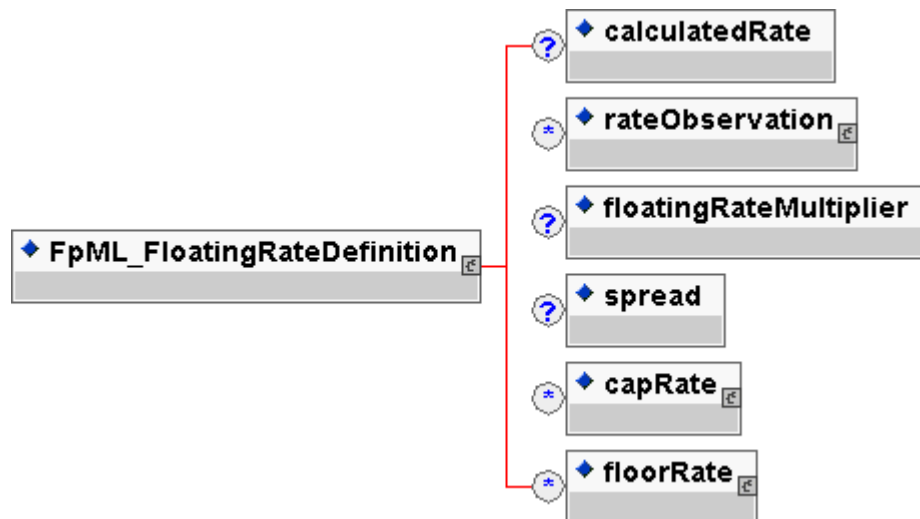 ? calculatedRate
* rateObservation
? floatingRateMultiplier
FpML_FloatingRateDefinition
? spread
* capRate
* floorRate